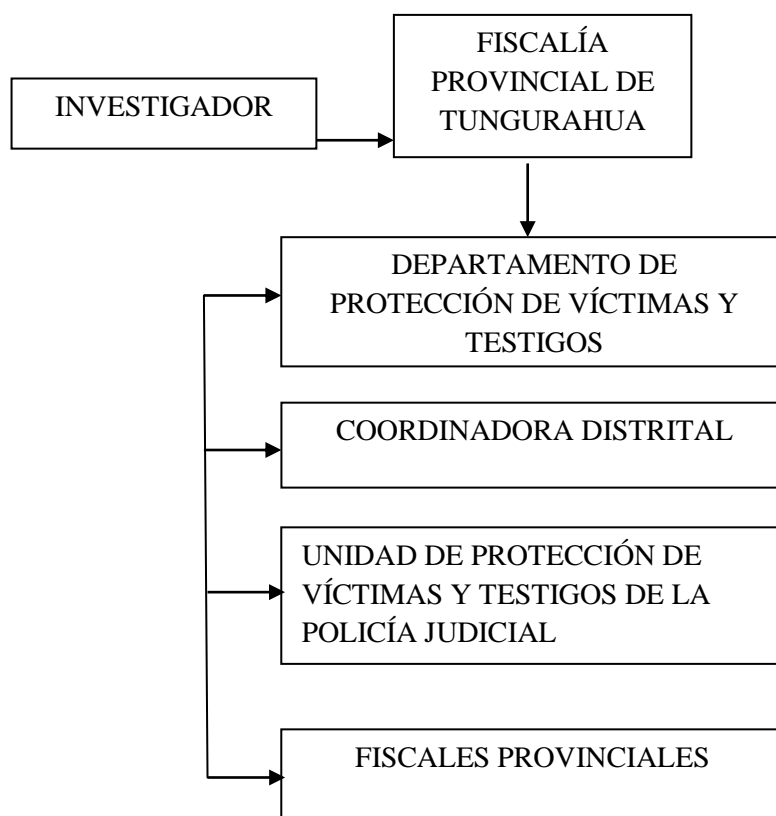 FISCALÍA
PROVINCIAL DE
TUNGURAHUA
INVESTIGADOR
DEPARTAMENTO DE
PROTECCIÓN DE VÍCTIMAS Y
TESTIGOS
COORDINADORA DISTRITAL
UNIDAD DE PROTECCIÓN DE
VÍCTIMAS Y TESTIGOS DE LA
POLICÍA JUDICIAL
FISCALES PROVINCIALES